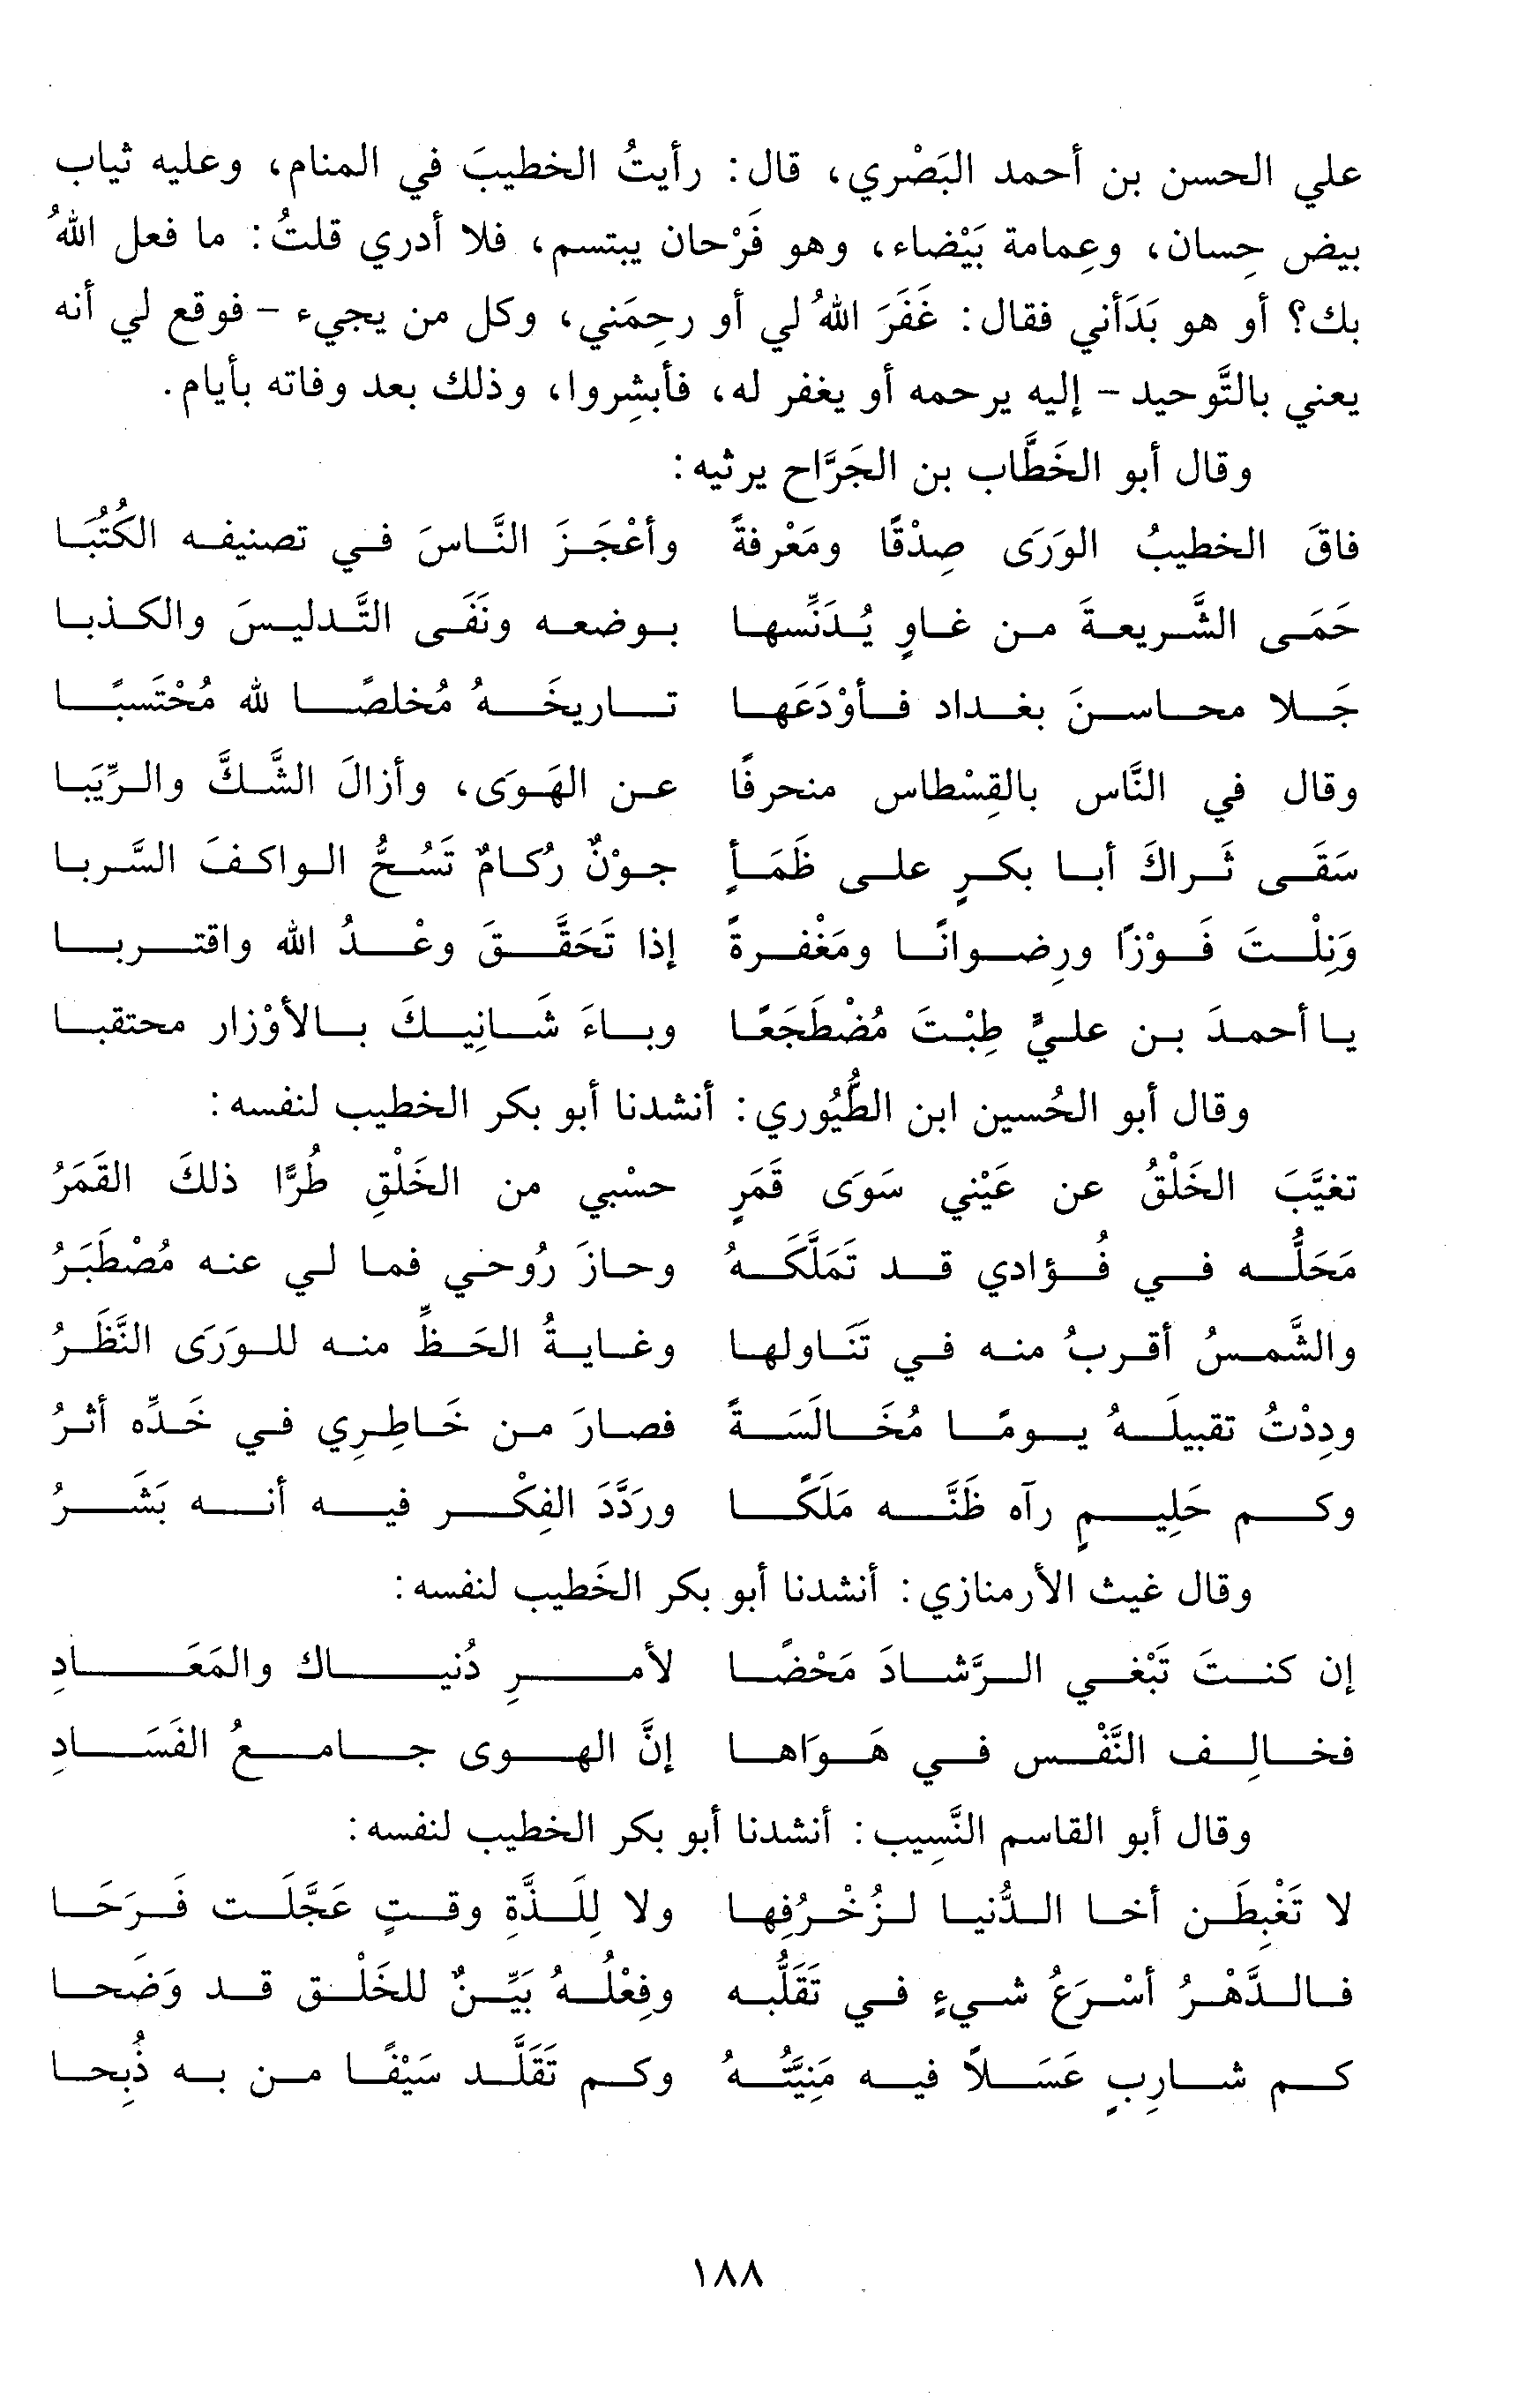 علي الحسن بن أحمد البَصْري، قال: رأيتُ الخطيبَ في المنام، وعليه ثياب
بيض حِسان، وعِمامة بَيْضاء، وهو فَرْحان يبتسم، فلا أدري قلتُ: ما فعل اللهُ
بك؟ أو هو بَدَأني فقال: غَفَرَ اللهُ لي أو رحِمَني، وكل من يجيء - فوقع لي أنه
يعني بالتَّوحيد - إليه يرحمه أو يغفر له، فأبشِروا، وذلك بعد وفاته بأيام.
وقال أبو الخَطَّاب بن الجَرَّاح يرثيه:
فاقَ الخطيبُ الوَرَى صِدْقًا ومَعْرفةً وأعْجَزَ النَّاسَ في تصنيفه الكُتُبَا
حَمَى الشَّريعةَ من غاوٍ يُدَنِّسها بوضعه ونَفَى التَّدليسَ والكذبا
جَلا محاسنَ بغداد فأوْدَعَها تاريخَهُ مُخلصًا لله مُحْتَسبًا
وقال في النَّاس بالقِسْطاس منحرفًا عن الهَوَى، وأزالَ الشَّكَّ والرِّيَبا
سَقَى ثَراكَ أبا بكرٍ على ظَمَأٍ جوْنٌ رُكامٌ تَسُحُّ الواكفَ السَّربا
وَنِلْتَ فَوْزًا ورِضوانًا ومَغْفرةً إذا تَحَقَّقَ وعْدُ الله واقتربا
يا أحمدَ بن عليٍّ طِبْتَ مُضْطَجَعًا وباءَ شَانِيكَ بالأوْزار محتقبا
وقال أبو الحُسين ابن الطُّيُوري: أنشدنا أبو بكر الخطيب لنفسه:
تغيَّبَ الخَلْقُ عن عَيْني سَوَى قَمَرٍ حسْبي من الخَلْقِ طُرًّا ذلكَ القَمَرُ
مَحَلُّه في فُؤادي قد تَمَلَّكَهُ وحازَ رُوحي فما لي عنه مُصْطَبَرُ
والشَّمسُ أقربُ منه في تَنَاولها وغايةُ الحَظِّ منه للوَرَى النَّظَرُ
ودِدْتُ تقبيلَهُ يومًا مُخَالَسَةً فصارَ من خَاطِرِي في خَدِّه أثرُ
وكم حَلِيمٍ رآه ظَنَّه مَلَكًا وردَّدَ الفِكْر فيه أنه بَشَرُ
وقال غيث الأرمنازي: أنشدنا أبو بكر الخَطيب لنفسه:
إن كنتَ تَبْغي الرَّشادَ مَحْضًا لأمرِ دُنياك والمَعَادِ
فخالِف النَّفْس في هَوَاها إنَّ الهوى جامعُ الفَسَادِ
وقال أبو القاسم النَّسِيب: أنشدنا أبو بكر الخطيب لنفسه:
لا تَغْبِطَن أخا الدُّنيا لزُخْرُفِها ولا لِلَذَّةِ وقتٍ عَجَّلَت فَرَحَا
فالدَّهْرُ أسْرَعُ شيءٍ في تَقَلُّبه وفِعْلُهُ بَيِّنٌ للخَلْق قد وَضَحا
كم شارِبٍ عَسَلاً فيه مَنِيَّتُهُ وكم تَقَلَّد سَيْفًا من به ذُبِحا
١٨٨